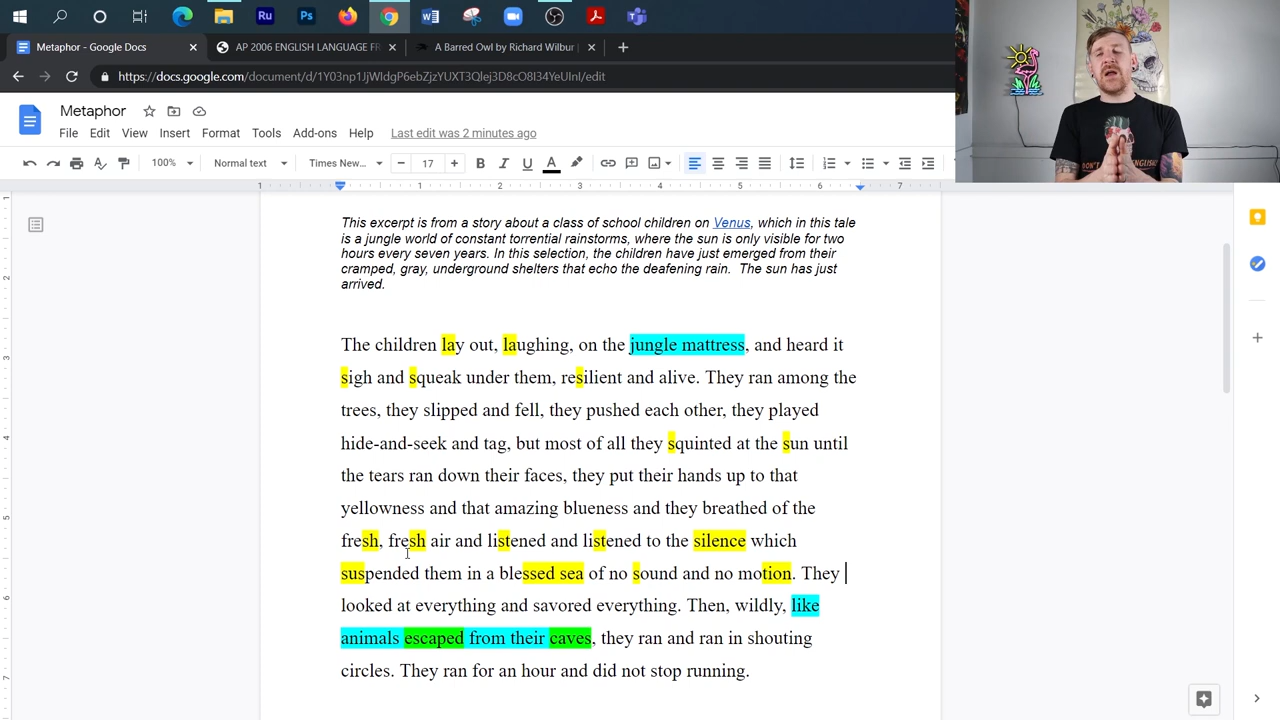 Metaphor - Google Docs
AP 2006 ENGLISH LANGUAGE FR
A Barred Owl by Richard Wilbur
https://docs.google.com/document/d/1Y03np1JjWIdgP6ebZjzYUXT3Qlej3D8cO8I34YeUInI/edit
Metaphor
File Edit View Insert Format Tools Add-ons Help Last edit was 2 minutes ago
100% Normal text Times New... 17 B I U A
1 1 2 3 4 5 6 7
This excerpt is from a story about a class of school children on Venus, which in this tale
is a jungle world of constant torrential rainstorms, where the sun is only visible for two
hours every seven years. In this selection, the children have just emerged from their
cramped, gray, underground shelters that echo the deafening rain. The sun has just
arrived.
The children lay out, laughing, on the jungle mattress, and heard it
sigh and squeak under them, resilient and alive. They ran among the
trees, they slipped and fell, they pushed each other, they played
hide-and-seek and tag, but most of all they squinted at the sun until
the tears ran down their faces, they put their hands up to that
yellowness and that amazing blueness and they breathed of the
fresh, fresh air and listened and listened to the silence which
suspended them in a blessed sea of no sound and no motion. They
looked at everything and savored everything. Then, wildly, like
animals escaped from their caves, they ran and ran in shouting
circles. They ran for an hour and did not stop running.